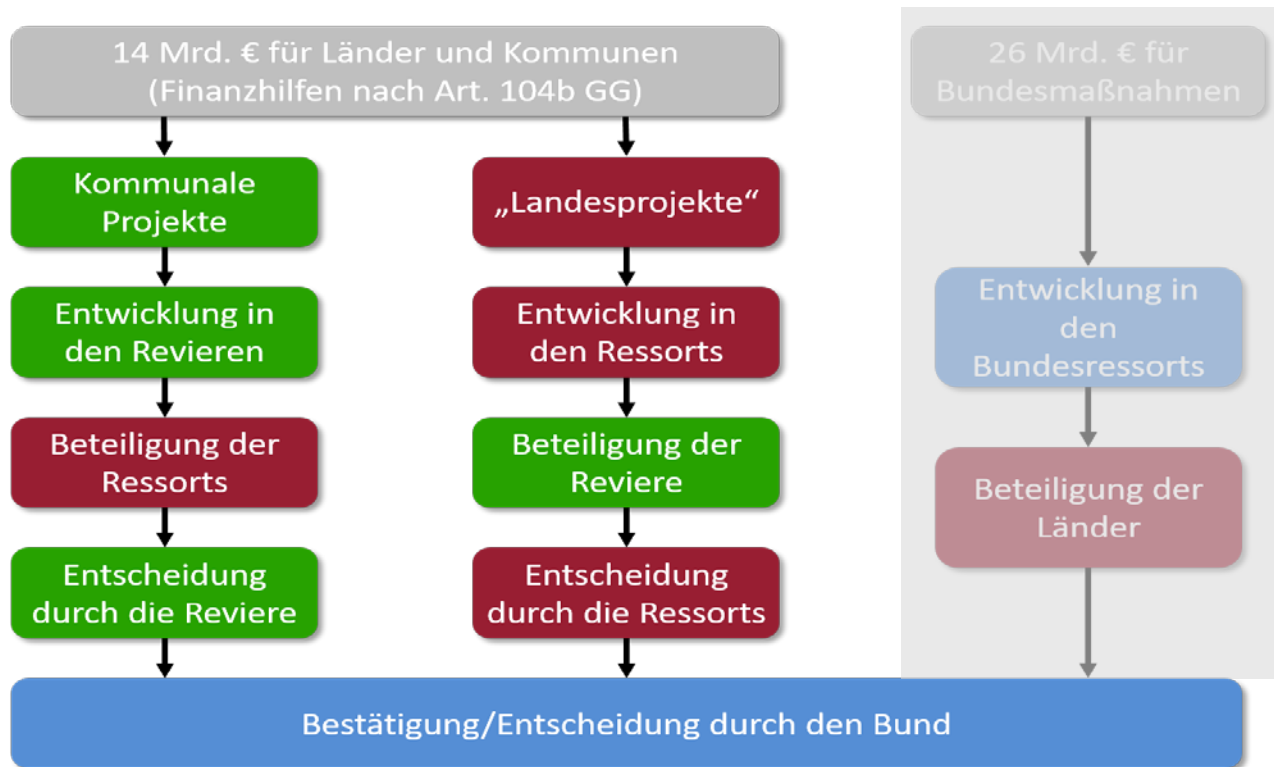 14 Mrd. € für Länder und Kommunen
(Finanzhilfen nach Art. 104b GG)
26 Mrd. € für
Bundesmaßnahmen
Kommunale
Projekte
„Landesprojekte“
Entwicklung in
den Revieren
Entwicklung in
den Ressorts
Entwicklung in
den
Bundesressorts
Beteiligung der
Ressorts
Beteiligung der
Reviere
Beteiligung der
Länder
Entscheidung
durch die Reviere
Entscheidung
durch die Ressorts
Bestätigung/Entscheidung durch den Bund